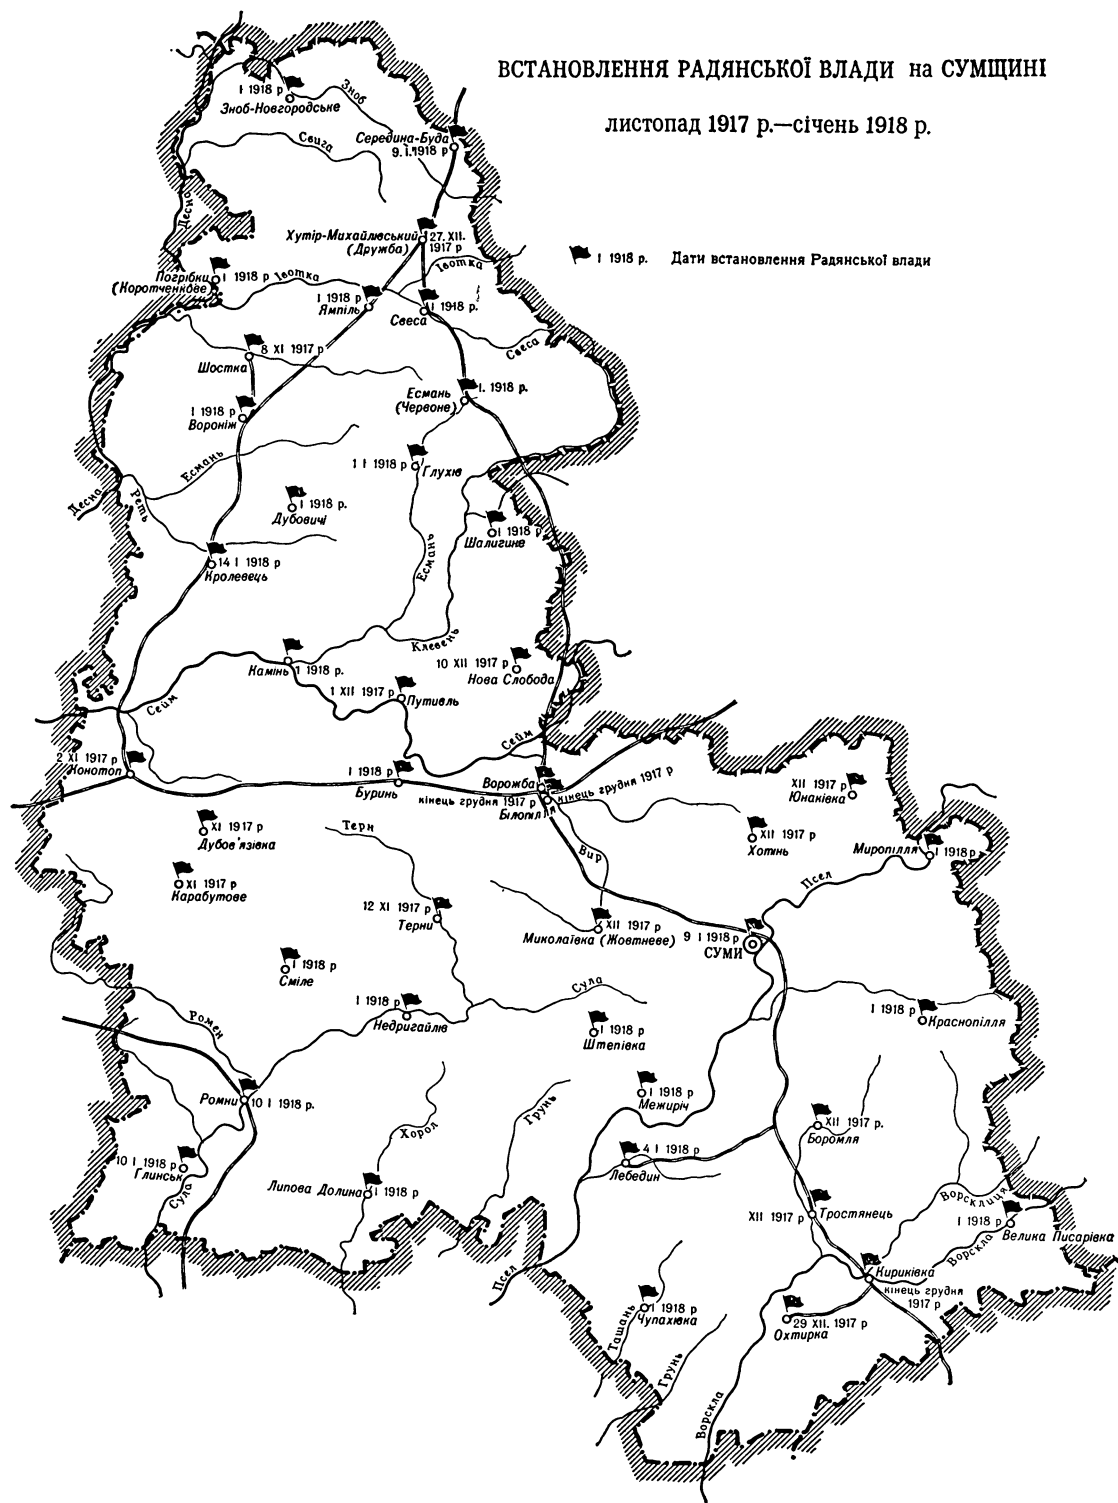 ВСТАНОВЛЕННЯ РАДЯНСЬКОЇ ВЛАДИ на СУМЩИНІ
листопад 1917 р.—січень 1918 р.
I 1918 р. Дати встановлення Радянської влади
I 1918 р
Зноб-Новгородське
Зноб
Свига
Середина-Буда
9. I. 1918 р
Десна
Хутір-Михайлівський
(Дружба)
27. XII.
1917 р
Погрібки
(Коротченкове)
I 1918 р
Івотка
Івотка
I 1918 р
Ямпіль
I 1918 р.
Свеса
Свеса
8 XI 1917 р
Шостка
I 1918 р
Вороніж
Есмань
(Червоне)
I. 1918 р.
1 I 1918 р
Глухів
Есмань
Десна
Реть
I 1918 р.
Дубовичі
I 1918 р
Шалигине
14 I 1918 р
Кролевець
Есмань
Клевень
Камінь
I 1918 р.
10 XII 1917 р
Нова Слобода
1 XII 1917 р
Путивль
Сейм
Сейм
2 XI 1917 р
Конотоп
I 1918 р
Буринь
Ворожба
кінець грудня 1917 р
кінець грудня 1917 р
Білопілля
XII 1917 р
Юнаківка
XI 1917 р
Дубов'язівка
Терн
Вир
XII 1917 р
Хотінь
Миропілля
I 1918 р
XI 1917 р
Карабутове
Псел
12 XI 1917 р
Терни
XII 1917 р
Миколаївка (Жовтневе)
9 I 1918 р
СУМИ
I 1918 р
Сміле
Сула
I 1918 р
Недригайлів
I 1918 р
Штепівка
I 1918 р
Краснопілля
Ромен
Ромни
10 I 1918 р.
I 1918 р
Межиріч
Грунь
Хорол
XII 1917 р.
Боромля
10 I 1918 р
Глинськ
Сула
4 I 1918 р
Лебедин
Липова Долина
I 1918 р
XII 1917 р
Тростянець
Ворсклиця
I 1918 р
Велика Писарівка
Ворскла
Псел
Кириківка
кінець грудня
1917 р
Ташань
I 1918 р
Чупахівка
29 XII. 1917 р
Охтирка
Грунь
Ворскла